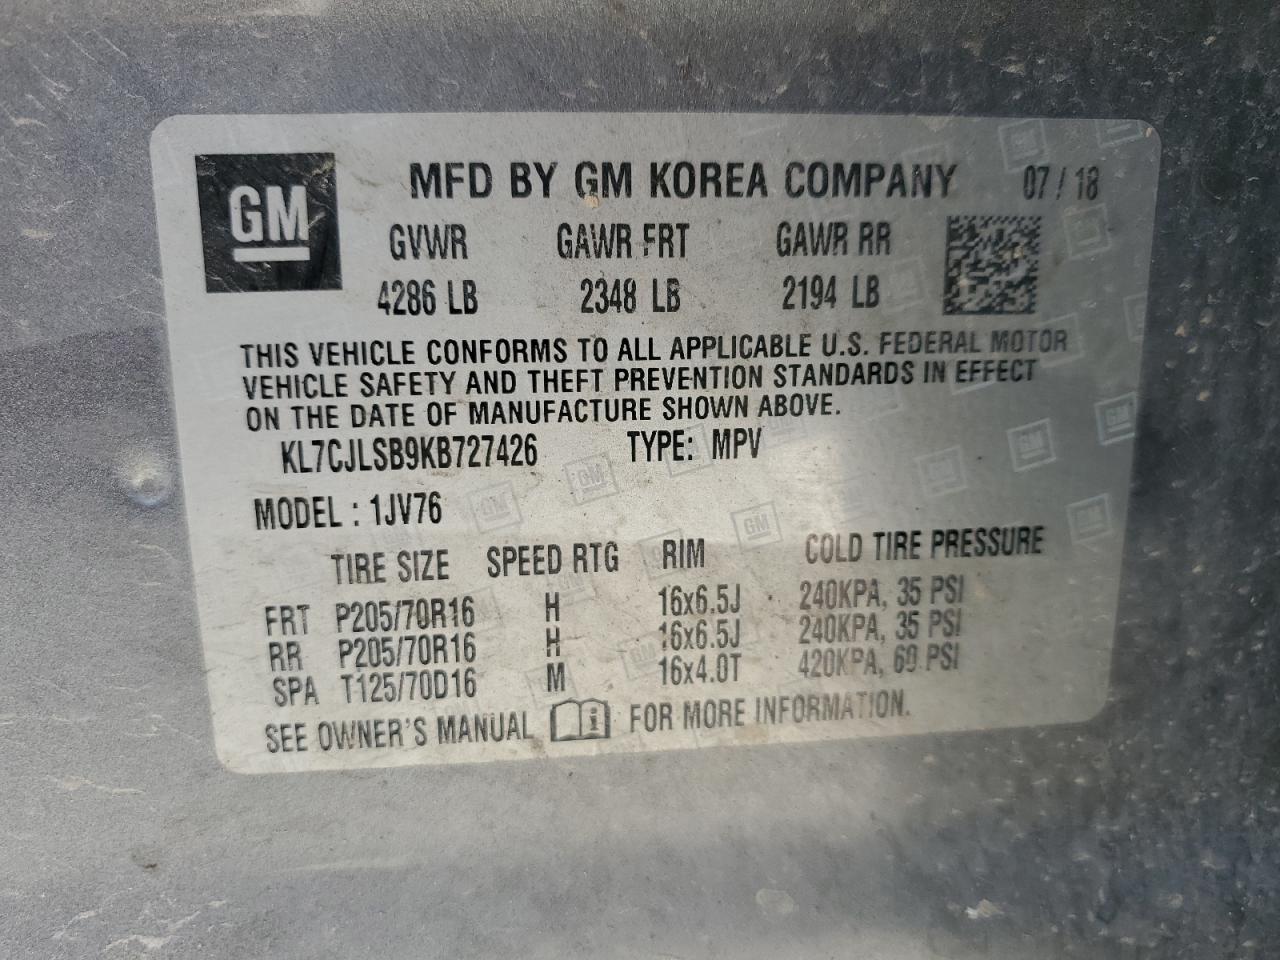 GM
MFD BY GM KOREA COMPANY 07 / 18
GVWR GAWR FRT GAWR RR
4286 LB 2348 LB 2194 LB
THIS VEHICLE CONFORMS TO ALL APPLICABLE U.S. FEDERAL MOTOR
VEHICLE SAFETY AND THEFT PREVENTION STANDARDS IN EFFECT
ON THE DATE OF MANUFACTURE SHOWN ABOVE.
KL7CJLSB9KB727426 TYPE: MPV
MODEL : 1JV76
TIRE SIZE SPEED RTG RIM COLD TIRE PRESSURE
FRT P205/70R16 H 16x6.5J 240KPA, 35 PSI
RR P205/70R16 H 16x6.5J 240KPA, 35 PSI
SPA T125/70D16 M 16x4.0T 420KPA, 60 PSI
SEE OWNER'S MANUAL i FOR MORE INFORMATION.